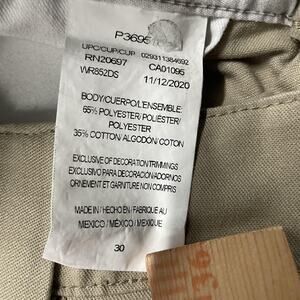 P3695
UPC/CUP/CUP 029311384692
RN20697 CA01095
WR852DS 11/12/2020
BODY/CUERPO/L'ENSEMBLE:
65% POLYESTER/ POLIÉSTER/
POLYESTER
35% COTTON/ ALGODÓN/ COTON
EXCLUSIVE OF DECORATION/TRIMMINGS
EXCLUSIVO PARA DECORACIÓN/ADORNOS
ORNEMENT ET GARNITURE NON COMPRIS
MADE IN / HECHO EN / FABRIQUE AU
MEXICO / MÉXICO / MEXIQUE
30
36